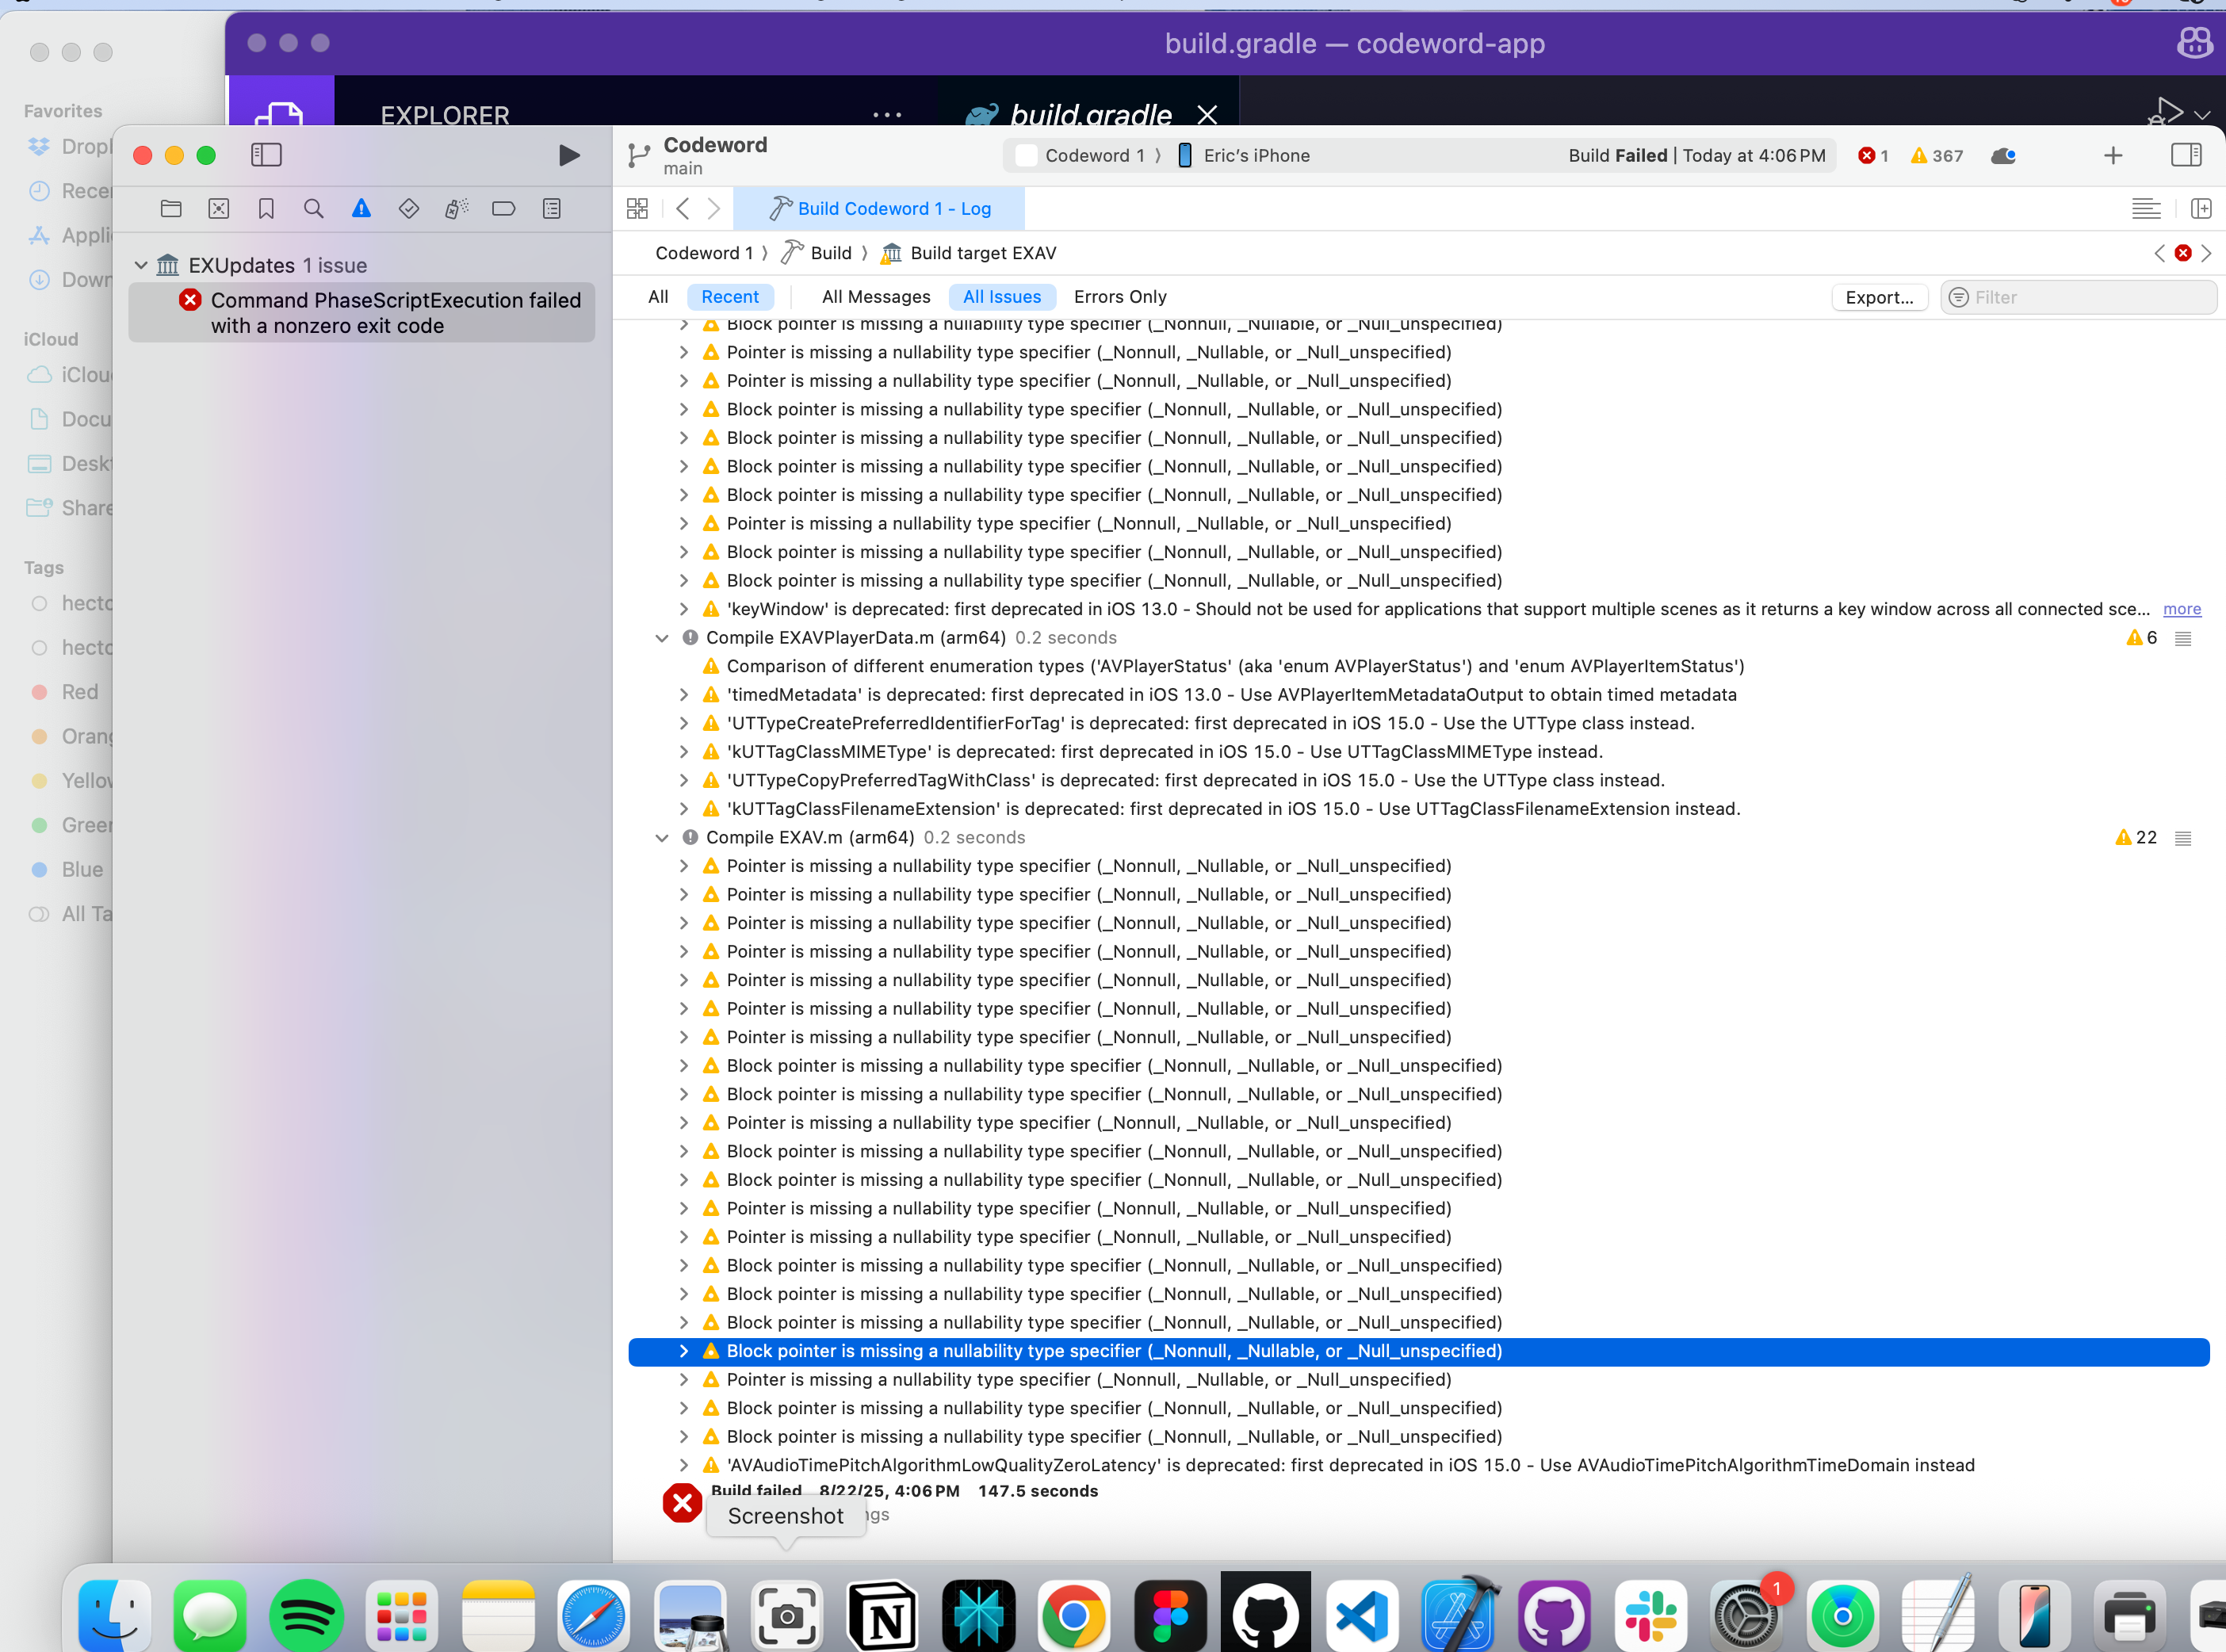 build.gradle — codeword-app
EXPLORER
build.gradle
Favorites
iCloud
Tags
Red
Blue
Codeword
main
Codeword 1
Eric's iPhone
Build Failed | Today at 4:06 PM
1
367
Build Codeword 1 - Log
Codeword 1 ⟩ Build ⟩ Build target EXAV
EXUpdates 1 issue
Command PhaseScriptExecution failed
with a nonzero exit code
All Recent All Messages All Issues Errors Only
Export...
Filter
Block pointer is missing a nullability type specifier (_Nonnull, _Nullable, or _Null_unspecified)
Pointer is missing a nullability type specifier (_Nonnull, _Nullable, or _Null_unspecified)
Pointer is missing a nullability type specifier (_Nonnull, _Nullable, or _Null_unspecified)
Block pointer is missing a nullability type specifier (_Nonnull, _Nullable, or _Null_unspecified)
Block pointer is missing a nullability type specifier (_Nonnull, _Nullable, or _Null_unspecified)
Block pointer is missing a nullability type specifier (_Nonnull, _Nullable, or _Null_unspecified)
Block pointer is missing a nullability type specifier (_Nonnull, _Nullable, or _Null_unspecified)
Pointer is missing a nullability type specifier (_Nonnull, _Nullable, or _Null_unspecified)
Block pointer is missing a nullability type specifier (_Nonnull, _Nullable, or _Null_unspecified)
Block pointer is missing a nullability type specifier (_Nonnull, _Nullable, or _Null_unspecified)
'keyWindow' is deprecated: first deprecated in iOS 13.0 - Should not be used for applications that support multiple scenes as it returns a key window across all connected sce... more
Compile EXAVPlayerData.m (arm64) 0.2 seconds 6
Comparison of different enumeration types ('AVPlayerStatus' (aka 'enum AVPlayerStatus') and 'enum AVPlayerItemStatus')
'timedMetadata' is deprecated: first deprecated in iOS 13.0 - Use AVPlayerItemMetadataOutput to obtain timed metadata
'UTTypeCreatePreferredIdentifierForTag' is deprecated: first deprecated in iOS 15.0 - Use the UTType class instead.
'kUTTagClassMIMEType' is deprecated: first deprecated in iOS 15.0 - Use UTTagClassMIMEType instead.
'UTTypeCopyPreferredTagWithClass' is deprecated: first deprecated in iOS 15.0 - Use the UTType class instead.
'kUTTagClassFilenameExtension' is deprecated: first deprecated in iOS 15.0 - Use UTTagClassFilenameExtension instead.
Compile EXAV.m (arm64) 0.2 seconds 22
Pointer is missing a nullability type specifier (_Nonnull, _Nullable, or _Null_unspecified)
Pointer is missing a nullability type specifier (_Nonnull, _Nullable, or _Null_unspecified)
Pointer is missing a nullability type specifier (_Nonnull, _Nullable, or _Null_unspecified)
Pointer is missing a nullability type specifier (_Nonnull, _Nullable, or _Null_unspecified)
Pointer is missing a nullability type specifier (_Nonnull, _Nullable, or _Null_unspecified)
Pointer is missing a nullability type specifier (_Nonnull, _Nullable, or _Null_unspecified)
Pointer is missing a nullability type specifier (_Nonnull, _Nullable, or _Null_unspecified)
Block pointer is missing a nullability type specifier (_Nonnull, _Nullable, or _Null_unspecified)
Block pointer is missing a nullability type specifier (_Nonnull, _Nullable, or _Null_unspecified)
Pointer is missing a nullability type specifier (_Nonnull, _Nullable, or _Null_unspecified)
Block pointer is missing a nullability type specifier (_Nonnull, _Nullable, or _Null_unspecified)
Block pointer is missing a nullability type specifier (_Nonnull, _Nullable, or _Null_unspecified)
Pointer is missing a nullability type specifier (_Nonnull, _Nullable, or _Null_unspecified)
Pointer is missing a nullability type specifier (_Nonnull, _Nullable, or _Null_unspecified)
Block pointer is missing a nullability type specifier (_Nonnull, _Nullable, or _Null_unspecified)
Block pointer is missing a nullability type specifier (_Nonnull, _Nullable, or _Null_unspecified)
Block pointer is missing a nullability type specifier (_Nonnull, _Nullable, or _Null_unspecified)
Block pointer is missing a nullability type specifier (_Nonnull, _Nullable, or _Null_unspecified)
Pointer is missing a nullability type specifier (_Nonnull, _Nullable, or _Null_unspecified)
Block pointer is missing a nullability type specifier (_Nonnull, _Nullable, or _Null_unspecified)
Block pointer is missing a nullability type specifier (_Nonnull, _Nullable, or _Null_unspecified)
'AVAudioTimePitchAlgorithmLowQualityZeroLatency' is deprecated: first deprecated in iOS 15.0 - Use AVAudioTimePitchAlgorithmTimeDomain instead
Build failed 8/22/25, 4:06 PM 147.5 seconds
Screenshot
1